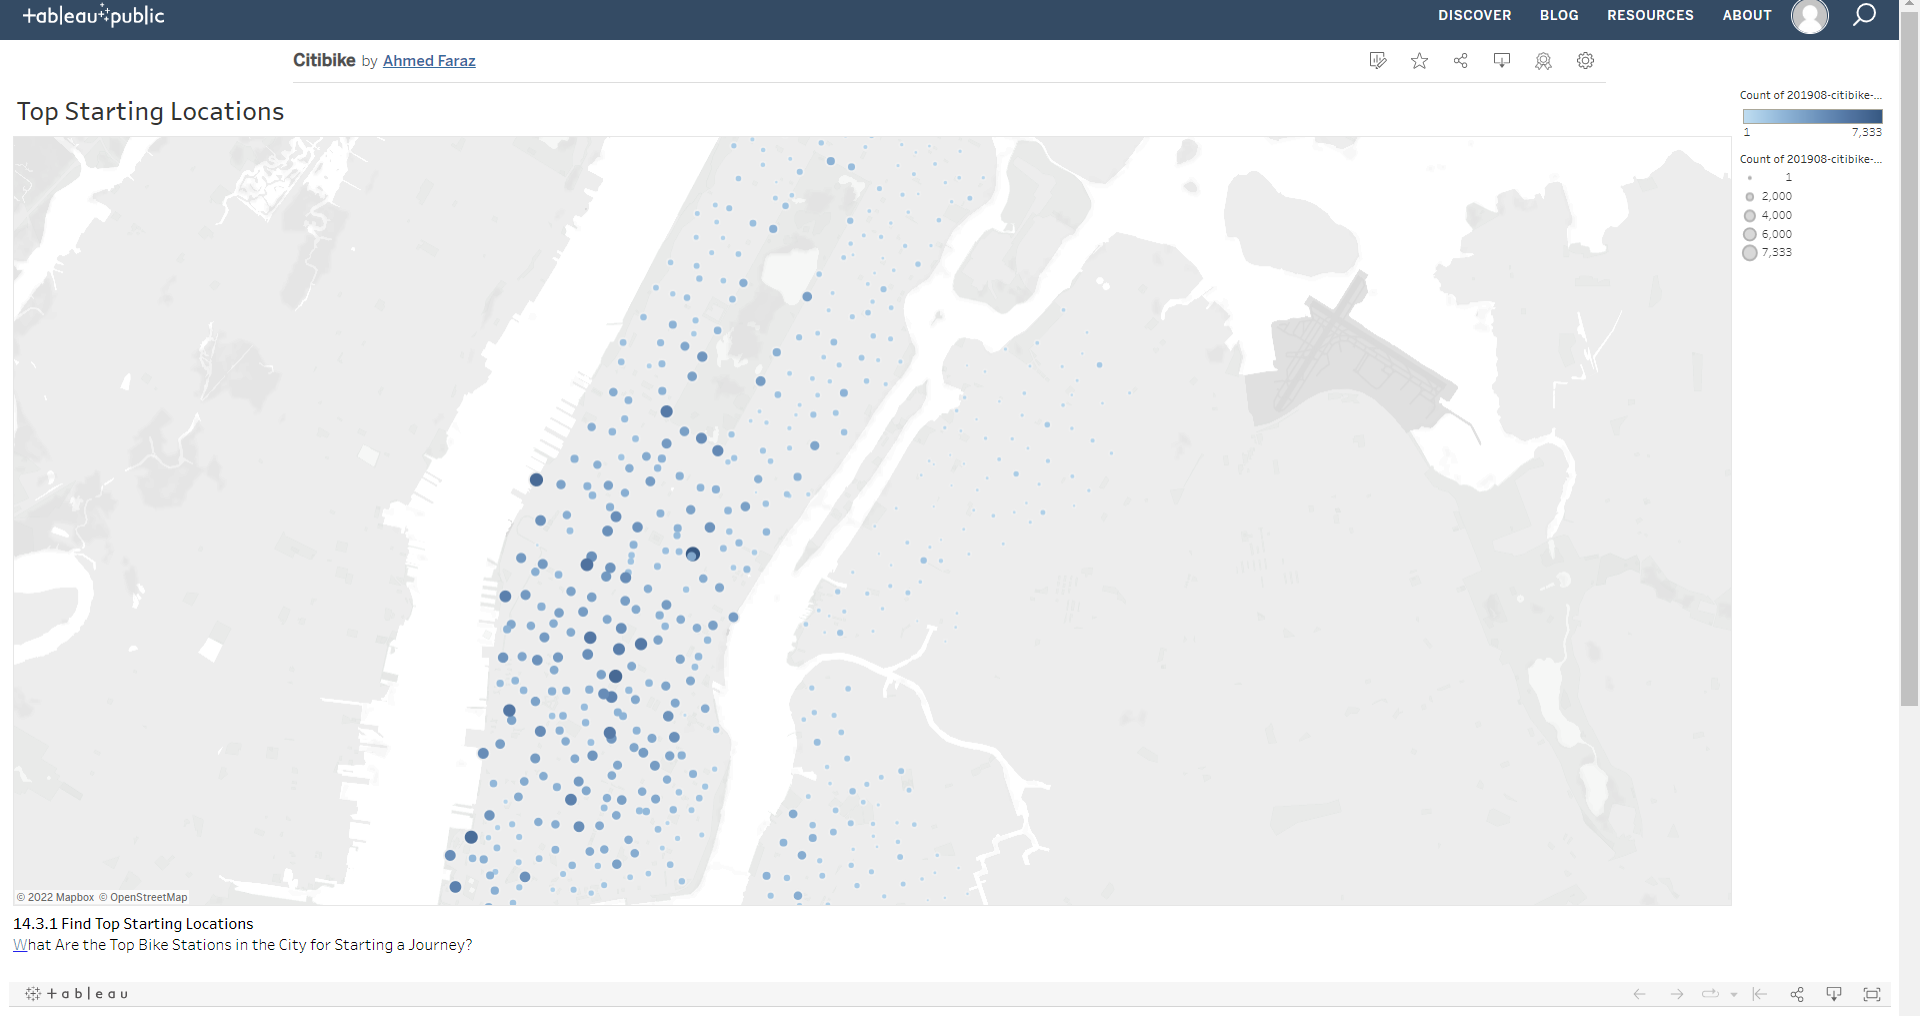 +ableau public
DISCOVER BLOG RESOURCES ABOUT
Citibike by Ahmed Faraz
Top Starting Locations
Count of 201908-citibike-...
1 7,333
Count of 201908-citibike-...
1
2,000
4,000
6,000
7,333
© 2022 Mapbox © OpenStreetMap
14.3.1 Find Top Starting Locations
What Are the Top Bike Stations in the City for Starting a Journey?
+ableau